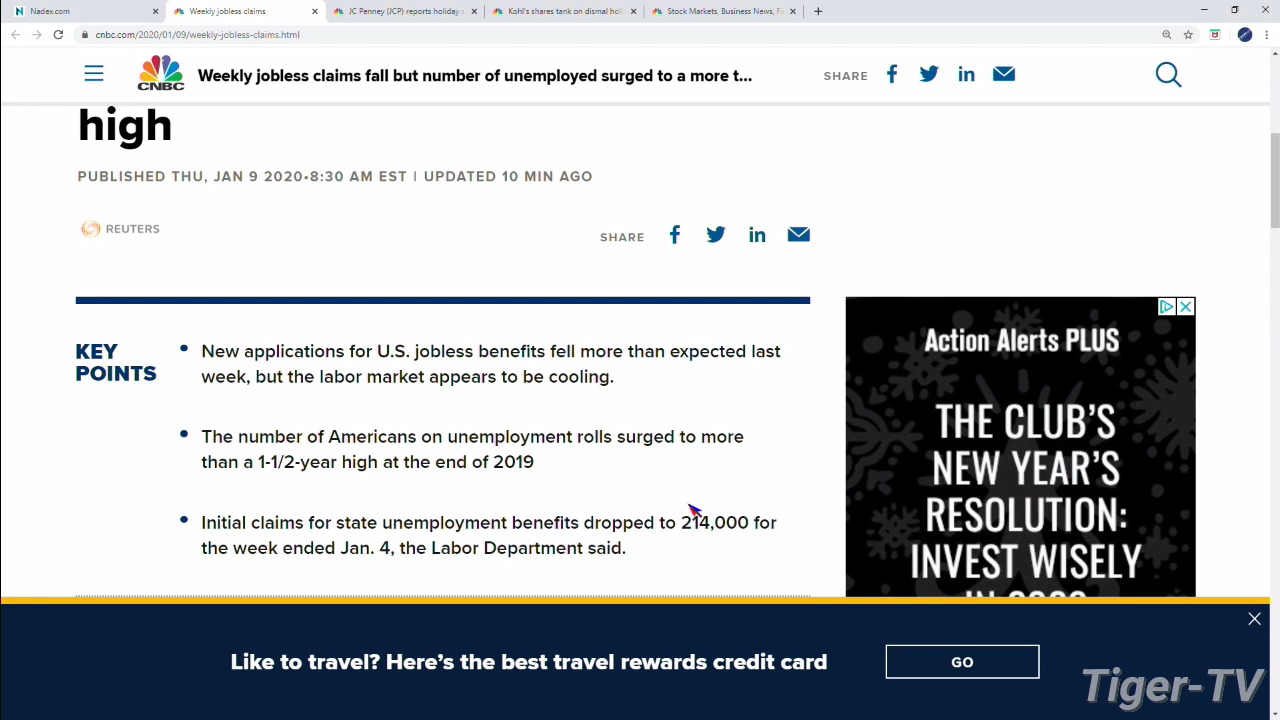 Nadex.com
Weekly jobless claims
JC Penney (JCP) reports holiday s
Kohl's shares tank on dismal holi
Stock Markets, Business News, Fi
cnbc.com/2020/01/09/weekly-jobless-claims.html
CNBC
Weekly jobless claims fall but number of unemployed surged to a more t...
SHARE
high
PUBLISHED THU, JAN 9 2020•8:30 AM EST | UPDATED 10 MIN AGO
REUTERS
SHARE
KEY
POINTS
• New applications for U.S. jobless benefits fell more than expected last
week, but the labor market appears to be cooling.
• The number of Americans on unemployment rolls surged to more
than a 1-1/2-year high at the end of 2019
• Initial claims for state unemployment benefits dropped to 214,000 for
the week ended Jan. 4, the Labor Department said.
Action Alerts PLUS
THE CLUB'S
NEW YEAR'S
RESOLUTION:
INVEST WISELY
Like to travel? Here's the best travel rewards credit card
GO
Tiger-TV